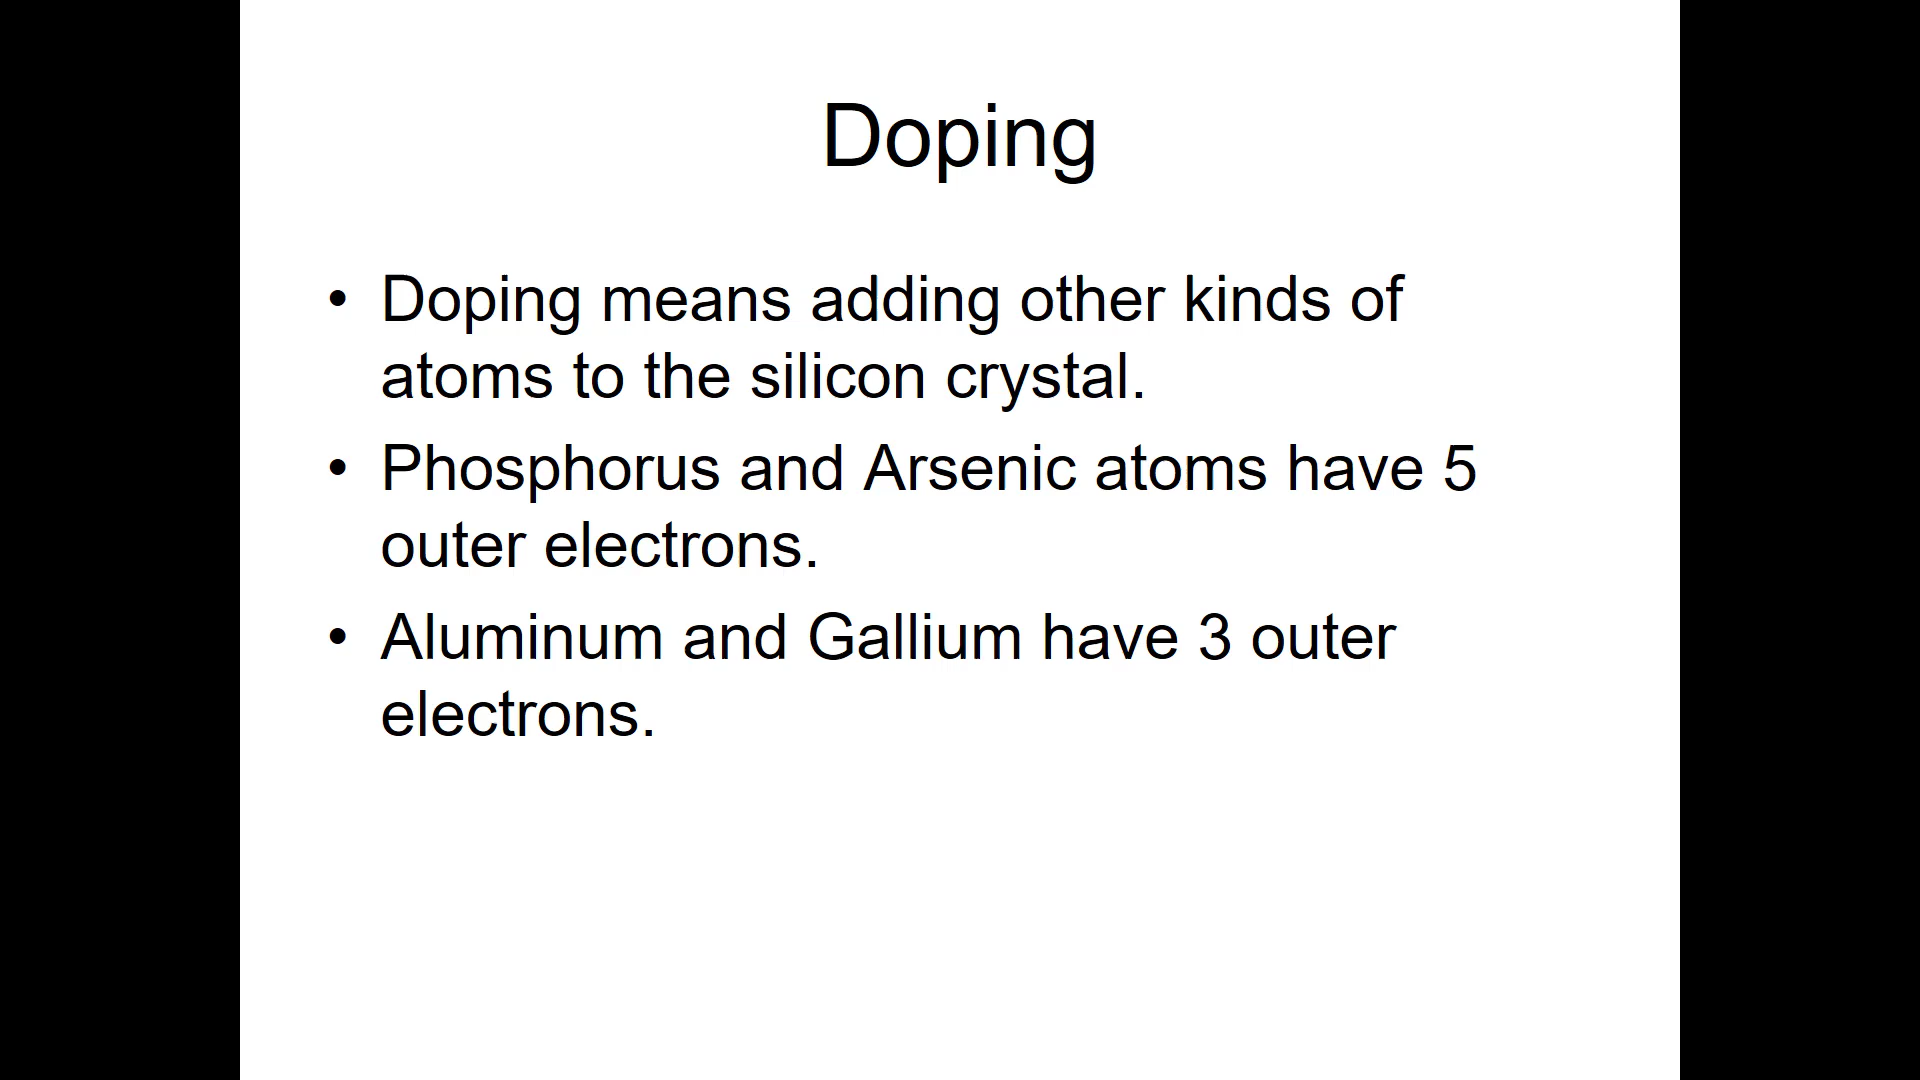 Doping
• Doping means adding other kinds of
atoms to the silicon crystal.
• Phosphorus and Arsenic atoms have 5
outer electrons.
• Aluminum and Gallium have 3 outer
electrons.